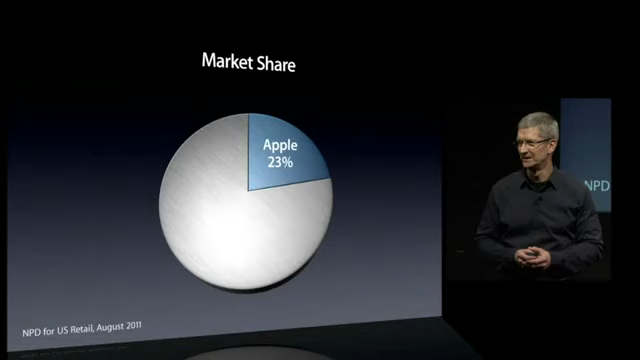 Market Share
Apple
23%
NPD
NPD for US Retail, August 2011